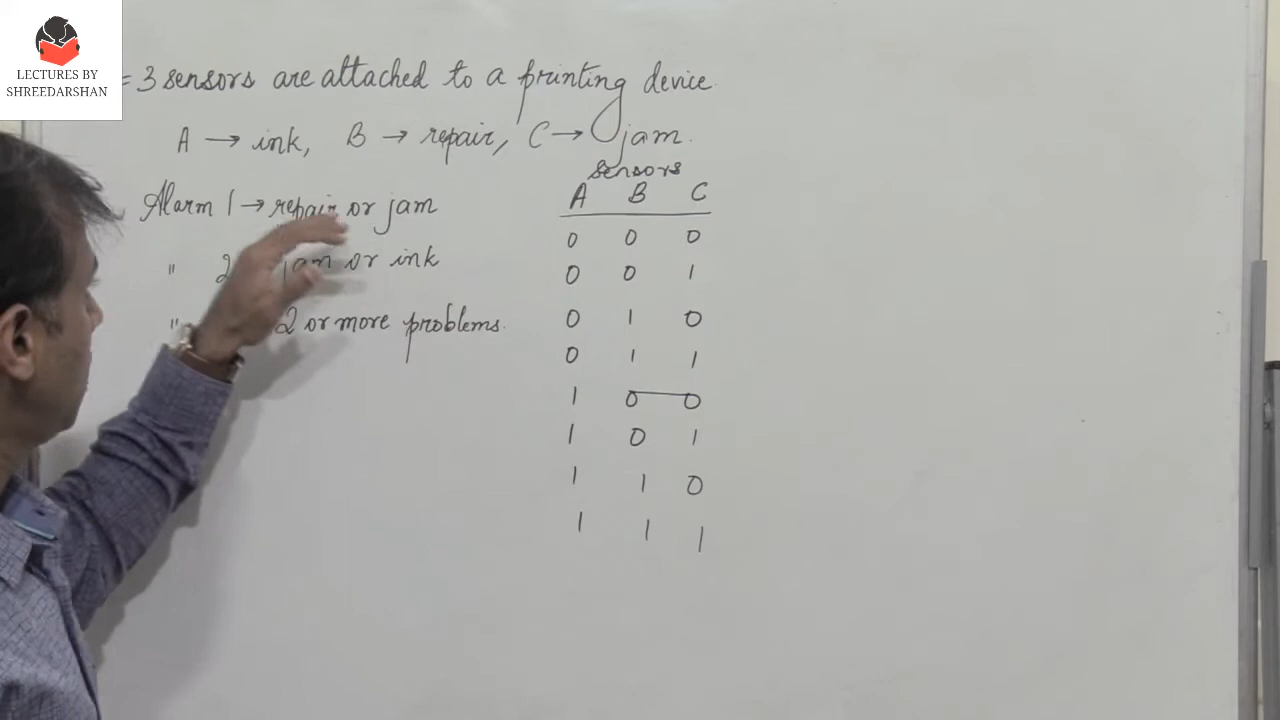 LECTURES BY
SHREEDARSHAN
= 3 sensors are attached to a printing device.
A → ink, B → repair, C → jam.
Alarm 1 → repair or jam
" 2 jam or ink
" 2 or more problems.
sensors
A B C
0 0 0
0 0 1
0 1 0
0 1 1
1 0 0
1 0 1
1 1 0
1 1 1